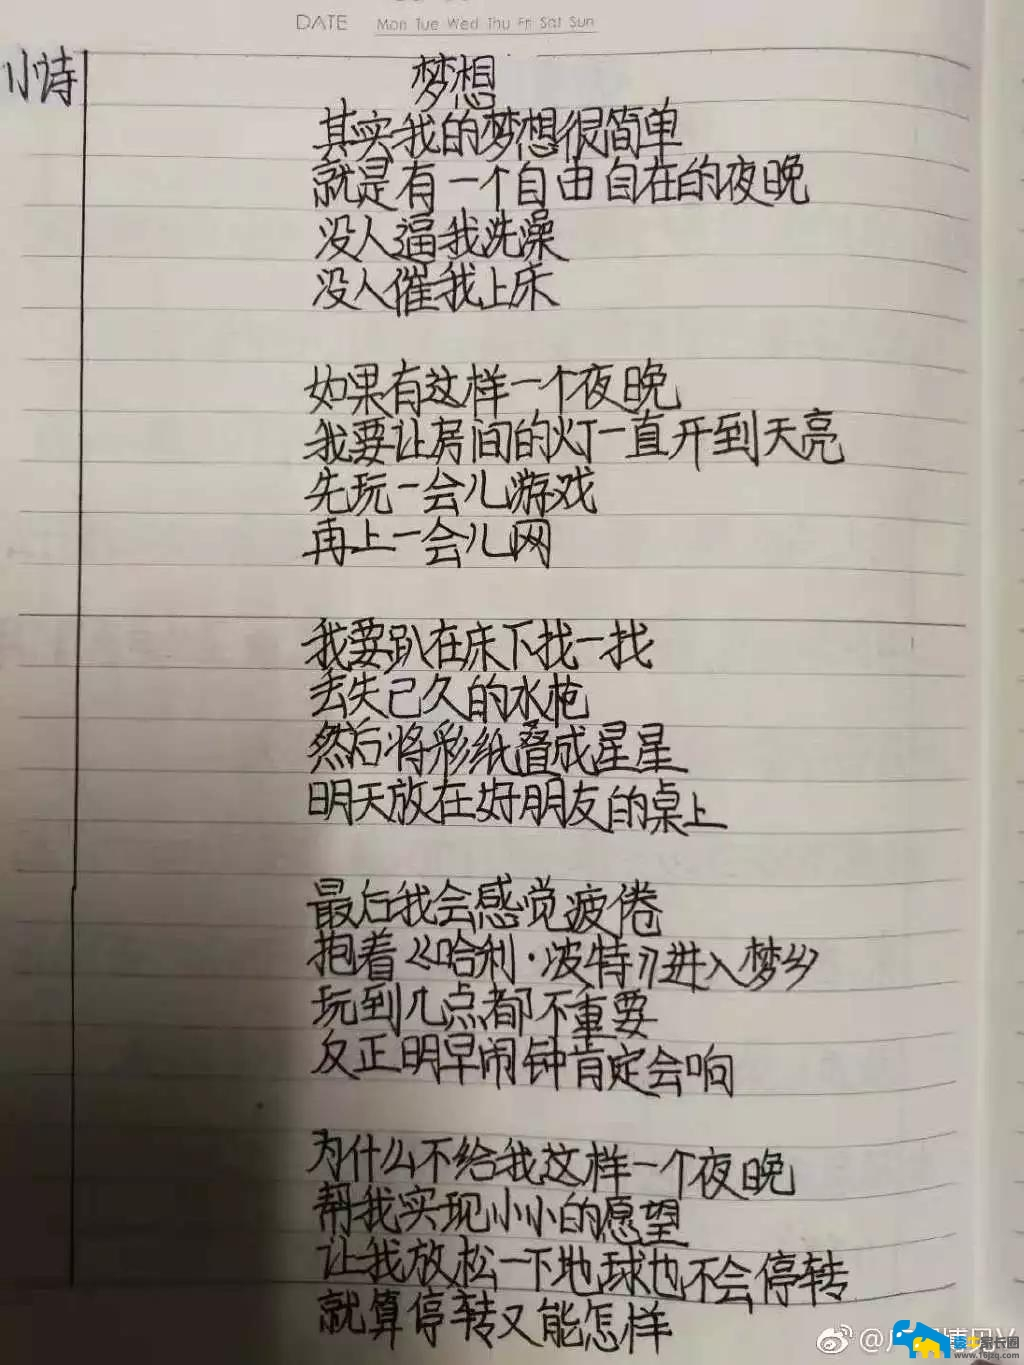 DATE Mon Tue Wed Thu Fri Sat Sun
小诗
梦想
其实我的梦想很简单
就是有一个自由自在的夜晚
没人逼我洗澡
没人催我上床
如果有这样一个夜晚
我要让房间的灯一直开到天亮
先玩一会儿游戏
再上一会儿网
我要趴在床下找一找
丢失已久的水枪
然后将彩纸叠成星星
明天放在好朋友的桌上
最后我会感觉疲倦
抱着《哈利·波特》进入梦乡
玩到几点都不重要
反正明早闹钟肯定会响
为什么不给我这样一个夜晚
帮我实现小小的愿望
让我放松一下地球也不会停转
就算停转又能怎样
家长圈
www.16jzq.com